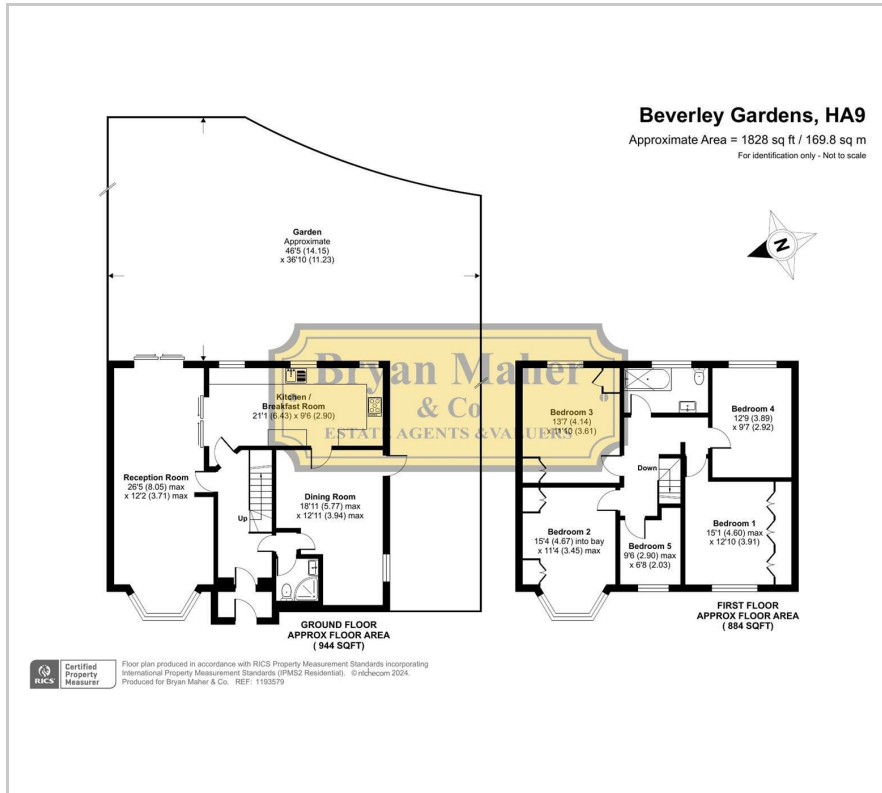 Beverley Gardens, HA9
Approximate Area = 1828 sq ft / 169.8 sq m
For identification only - Not to scale
N
Garden
Approximate
46'5 (14.15)
x 36'10 (11.23)
Bryan Maher
& Co
ESTATE AGENTS & VALUERS
Kitchen /
Breakfast Room
21'1 (6.43) x 9'6 (2.90)
Reception Room
26'5 (8.05) max
x 12'2 (3.71) max
Up
Dining Room
18'11 (5.77) max
x 12'11 (3.94) max
GROUND FLOOR
APPROX FLOOR AREA
( 944 SQFT)
Bedroom 3
13'7 (4.14)
x 11'10 (3.61)
Bedroom 4
12'9 (3.89)
x 9'7 (2.92)
Down
Bedroom 2
15'4 (4.67) into bay
x 11'4 (3.45) max
Bedroom 5
9'6 (2.90) max
x 6'8 (2.03)
Bedroom 1
15'1 (4.60) max
x 12'10 (3.91)
FIRST FLOOR
APPROX FLOOR AREA
( 884 SQFT)
RICS
Certified
Property
Measurer
Floor plan produced in accordance with RICS Property Measurement Standards incorporating
International Property Measurement Standards (IPMS2 Residential). © ntchecom 2024.
Produced for Bryan Maher & Co. REF: 1193579